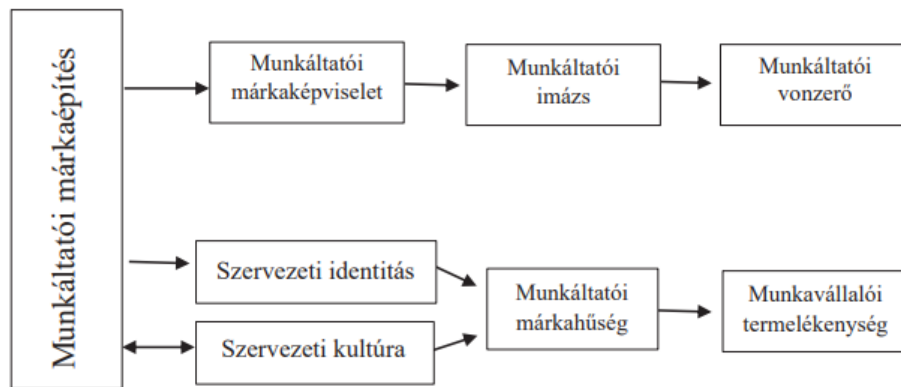 Munkáltatói márkaépítés
Munkáltatói
márkaképviselet
Munkáltatói
imázs
Munkáltatói
vonzerő
Szervezeti identitás
Szervezeti kultúra
Munkáltatói
márkahűség
Munkavállalói
termelékenység